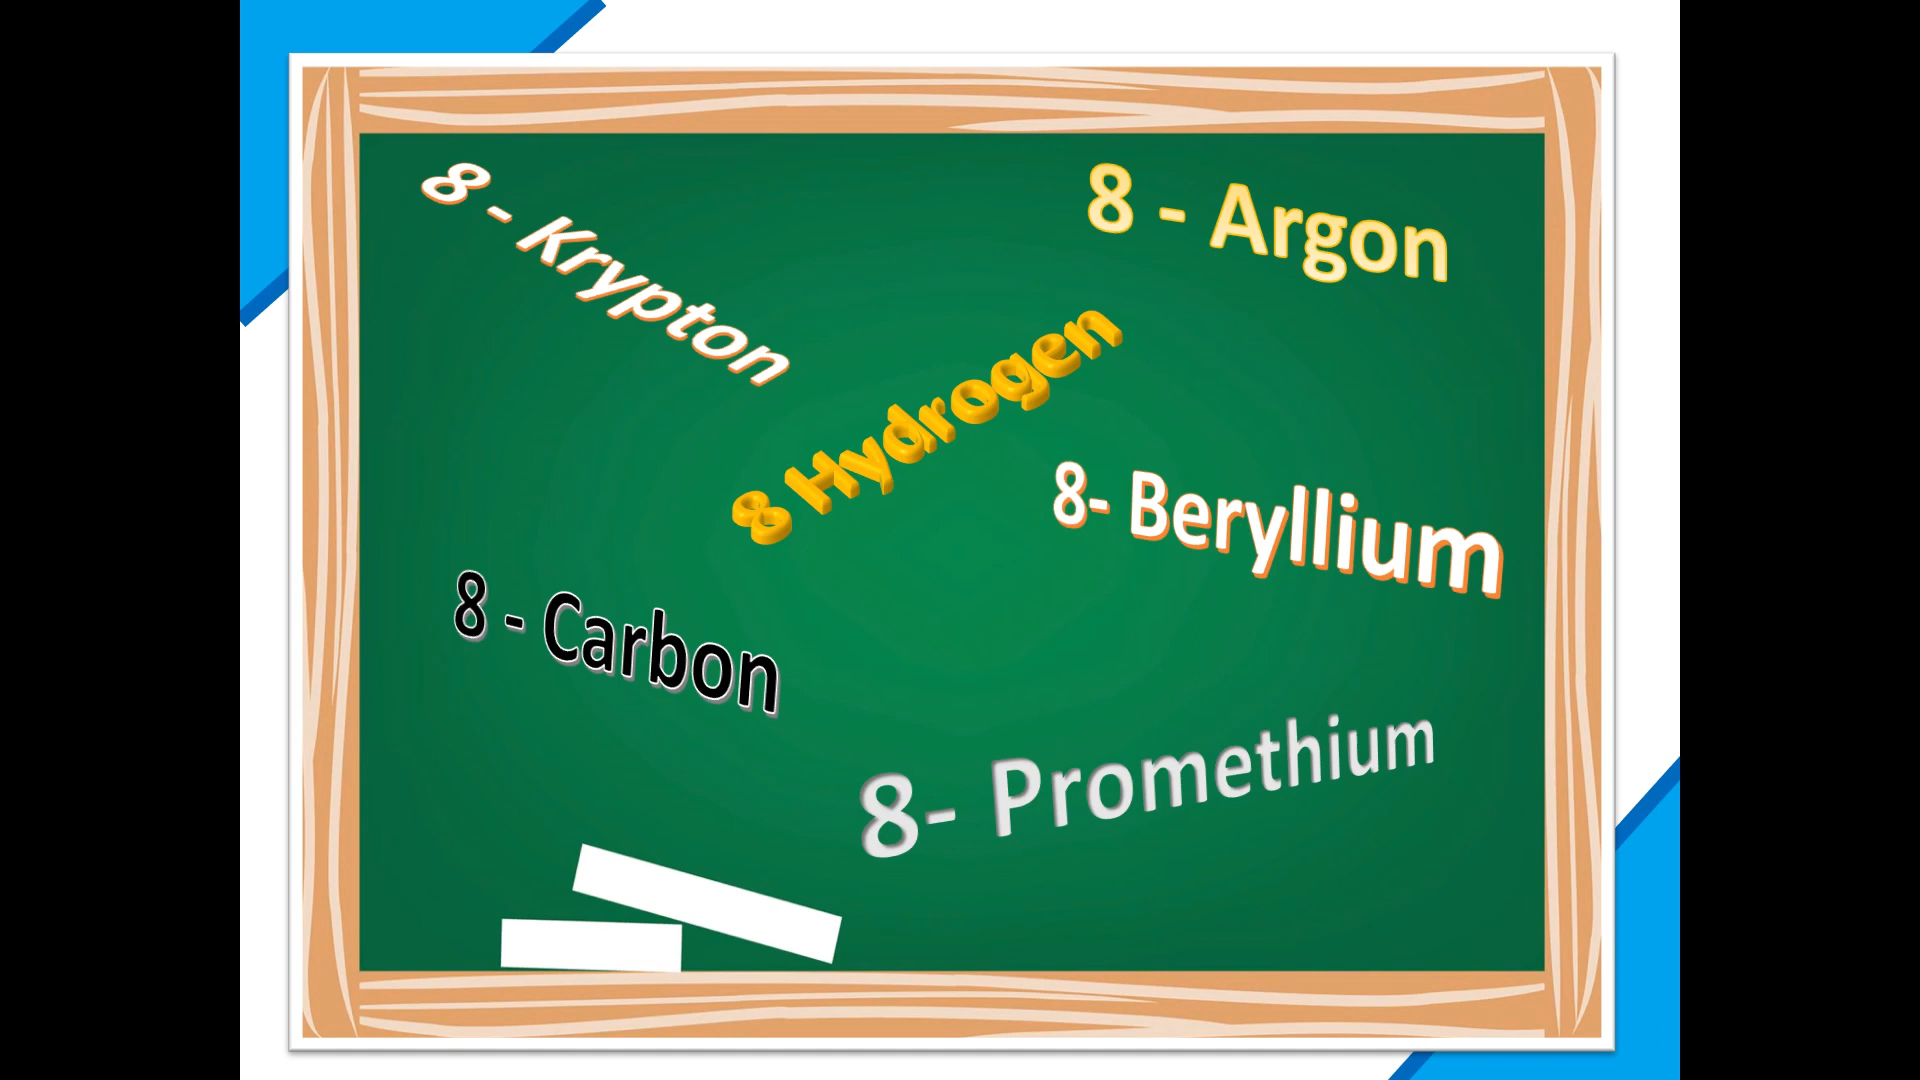 8 - Krypton
8 - Argon
8 Hydrogen
8- Beryllium
8 - Carbon
8- Promethium